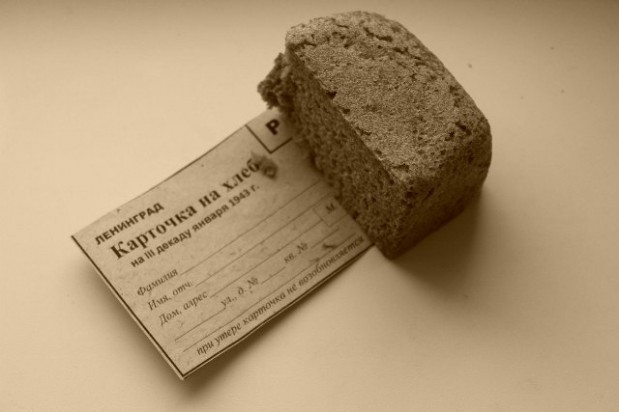 Р
ЛЕНИНГРАД
Карточка на хлеб
на III декаду января 1943 г.
Фамилия
М
Имя, отч.
Дом, адрес ул., д. № кв. №
при утере карточка не возобновляется